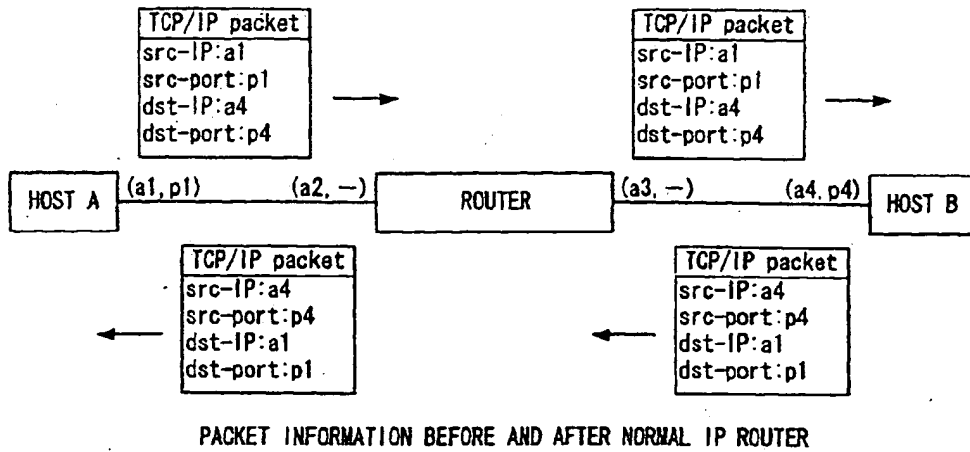 TCP/IP packet
src-IP:a1
src-port:p1
dst-IP:a4
dst-port:p4
TCP/IP packet
src-IP:a1
src-port:p1
dst-IP:a4
dst-port:p4
HOST A
(a1, p1)
(a2, —)
ROUTER
(a3, —)
(a4, p4)
HOST B
TCP/IP packet
src-IP:a4
src-port:p4
dst-IP:a1
dst-port:p1
TCP/IP packet
src-IP:a4
src-port:p4
dst-IP:a1
dst-port:p1
PACKET INFORMATION BEFORE AND AFTER NORMAL IP ROUTER